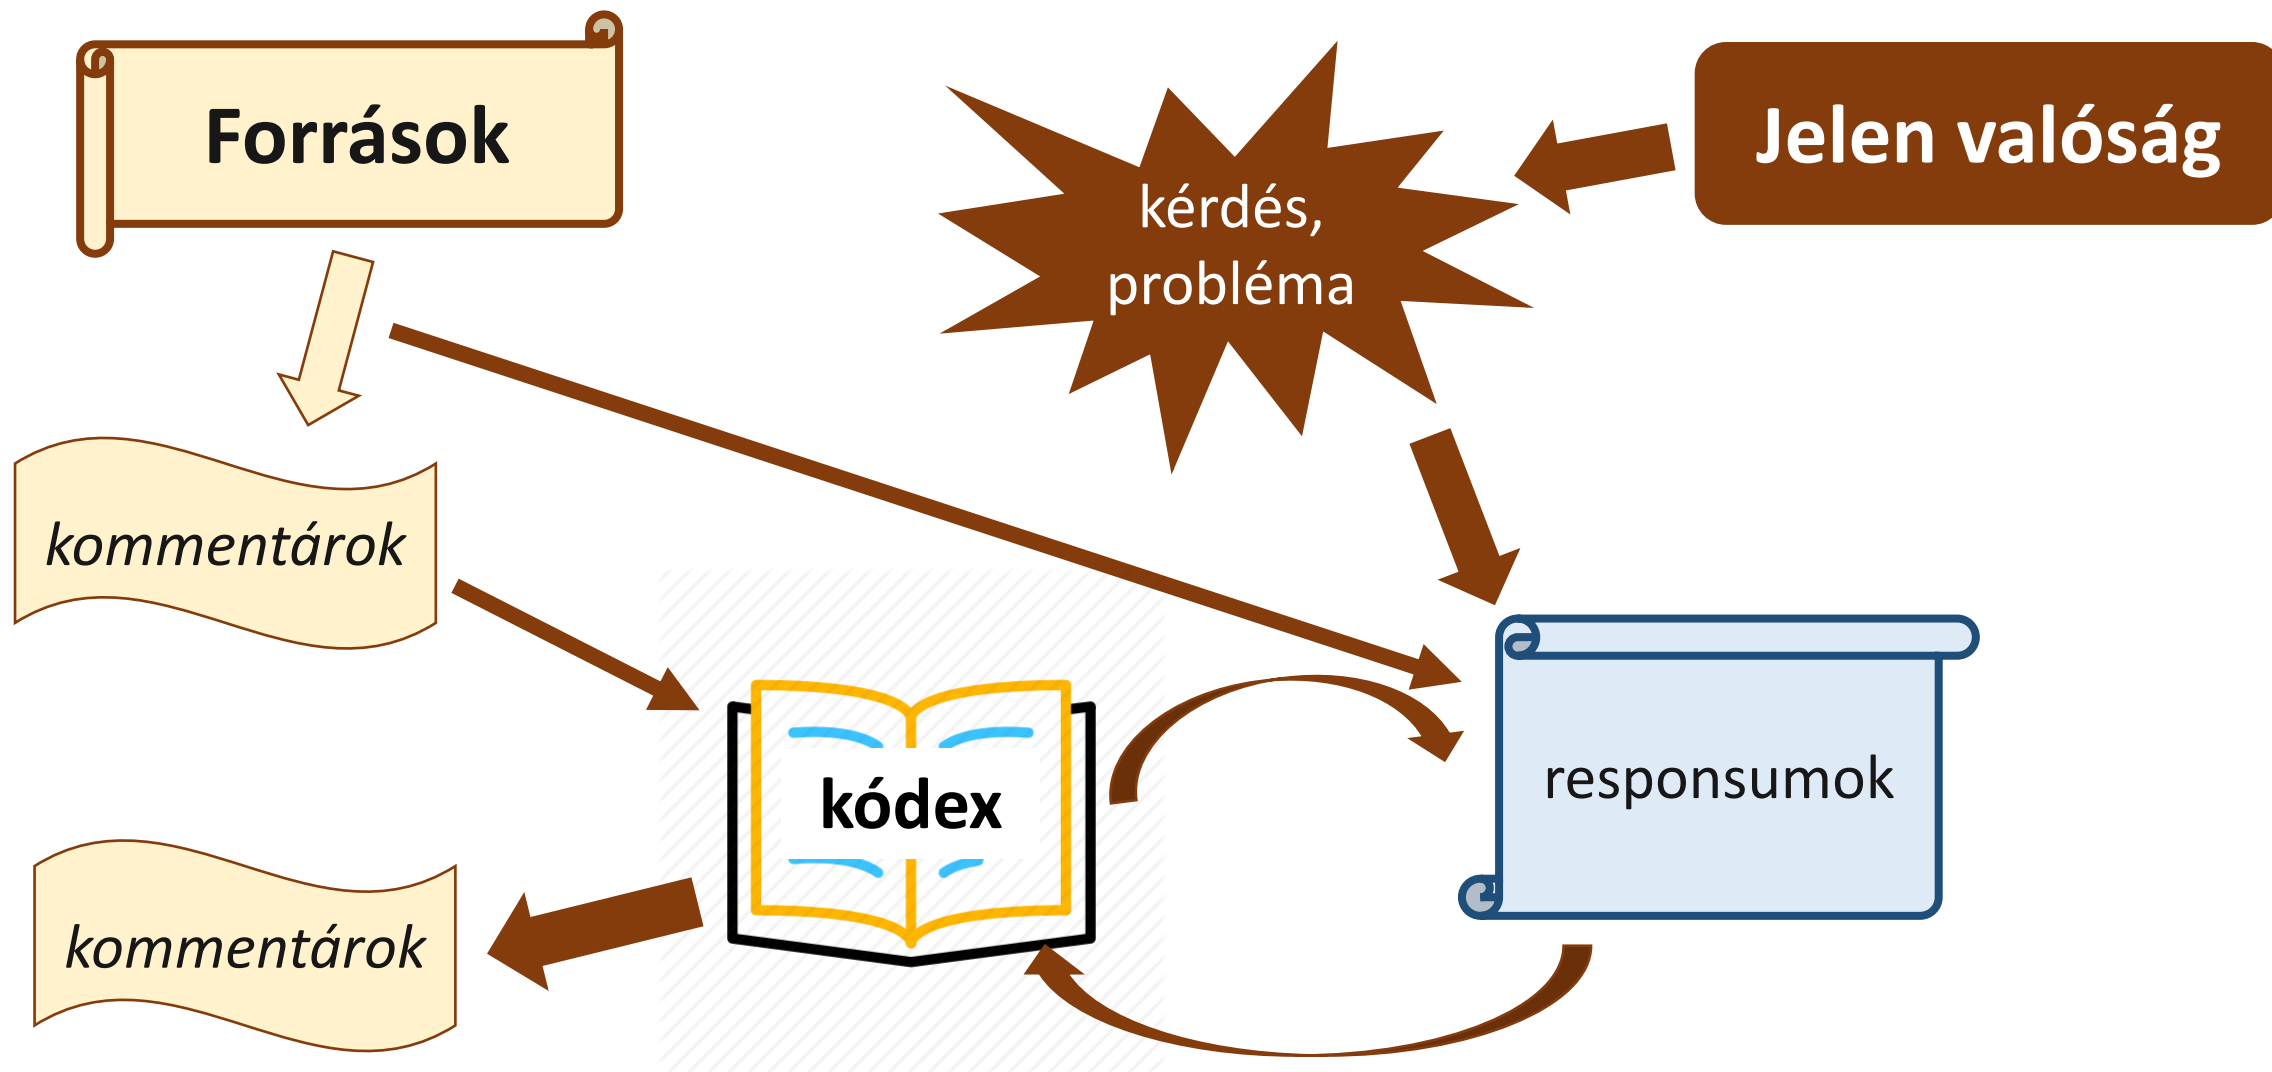 Források
Jelen valóság
kérdés,
probléma
kommentárok
kódex
responsumok
kommentárok